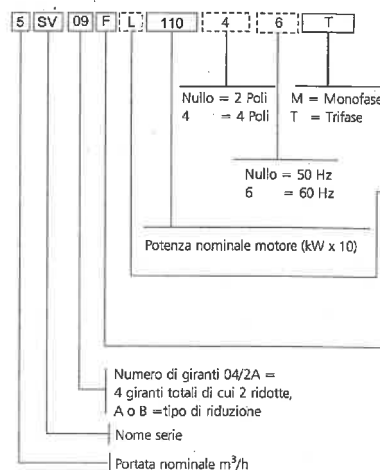 5 SV 09 F L 110 4 6 T
Nullo = 2 Poli
4 = 4 Poli
M = Monofase
T = Trifase
Nullo = 50 Hz
6 = 60 Hz
Potenza nominale motore (kW x 10)
Numero di giranti 04/2A =
4 giranti totali di cui 2 ridotte,
A o B =tipo di riduzione
Nome serie
Portata nominale m³/h